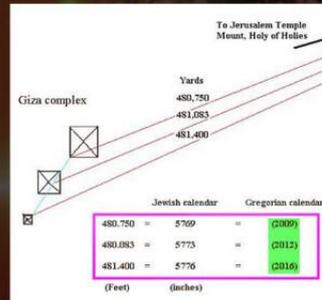 To Jerusalem Temple
Mount, Holy of Holies
Yards
480,750
Giza complex
481,083
481,400
Jewish calendar Gregorian calendar
480.750 = 5769 = (2009)
480.083 = 5773 = (2012)
481.400 = 5776 = (2016)
(Feet) (inches)